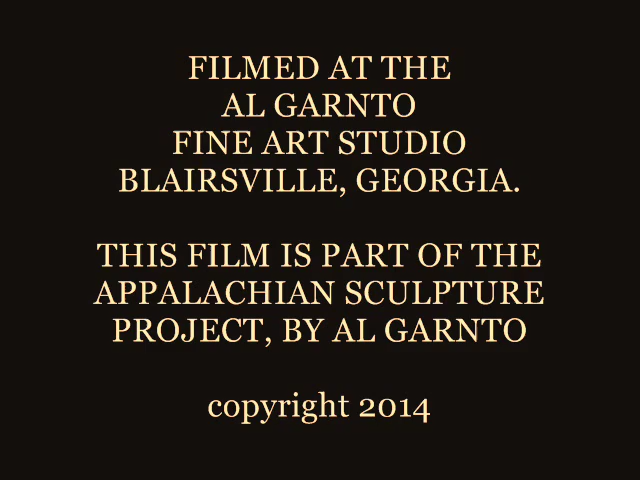 FILMED AT THE
AL GARNTO
FINE ART STUDIO
BLAIRSVILLE, GEORGIA.
THIS FILM IS PART OF THE
APPALACHIAN SCULPTURE
PROJECT, BY AL GARNTO
copyright 2014